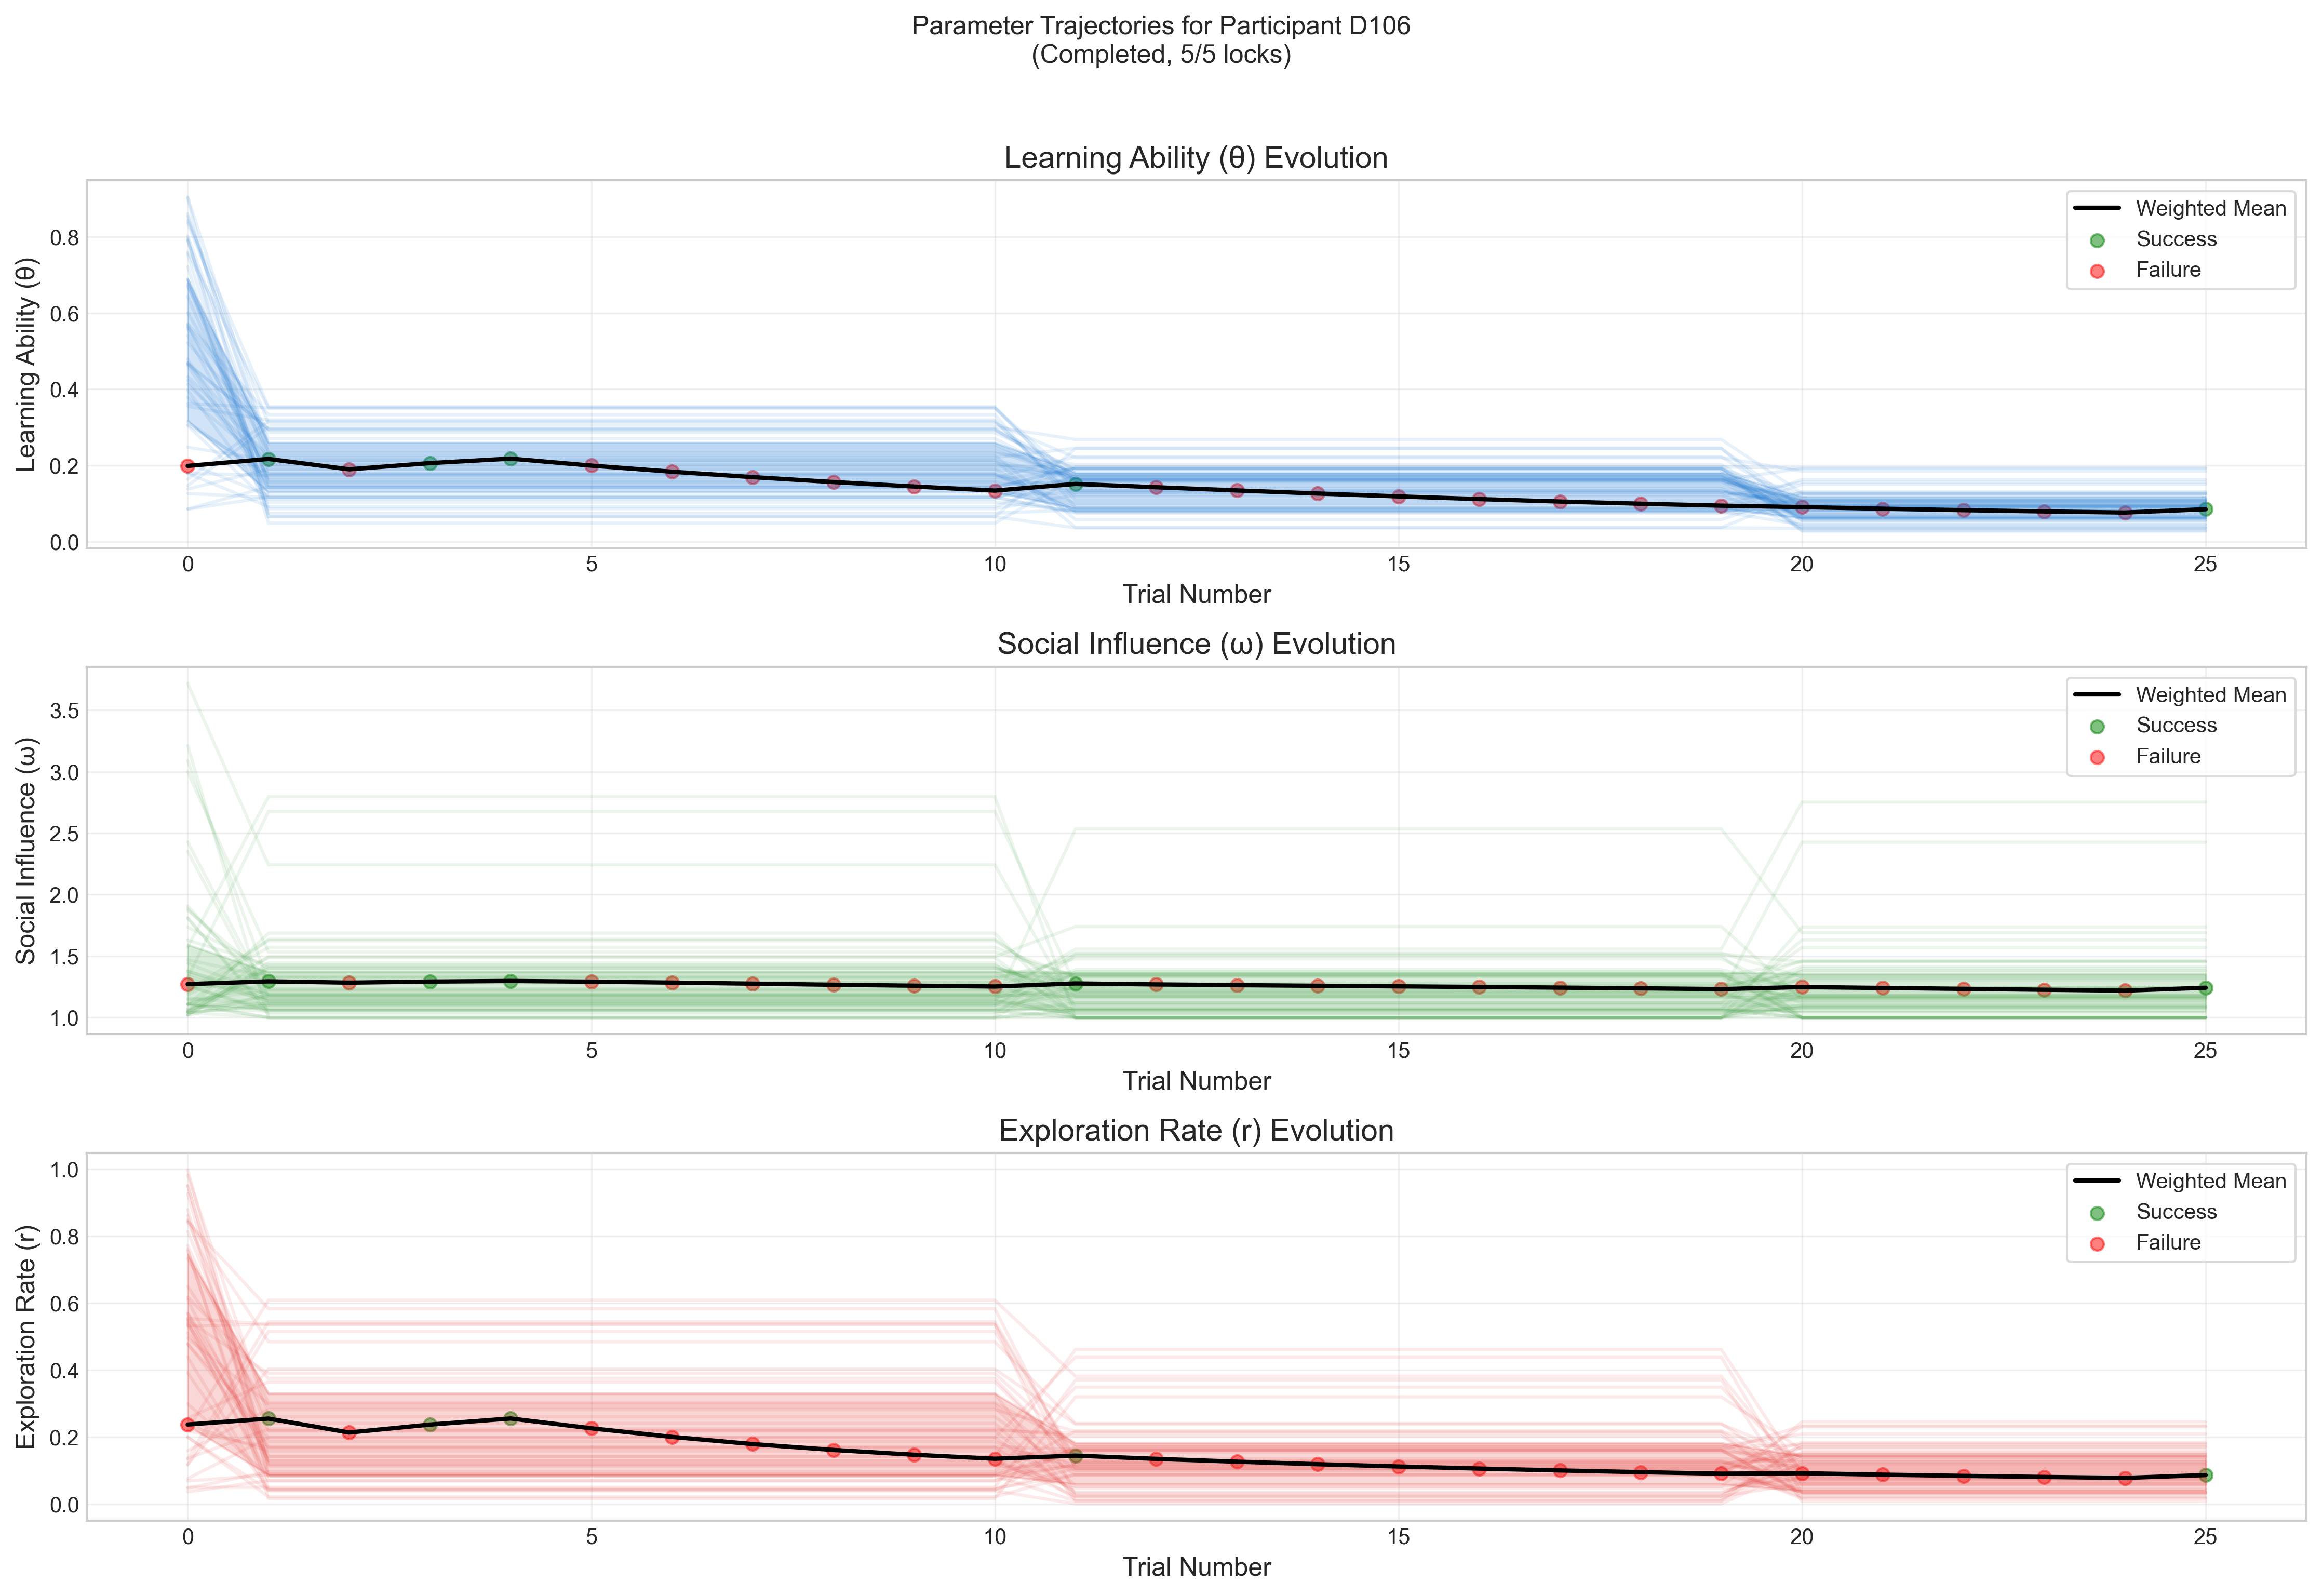 Parameter Trajectories for Participant D106
(Completed, 5/5 locks)
Learning Ability (θ) Evolution
Learning Ability (θ)
0.8
0.6
0.4
0.2
0.0
Weighted Mean
Success
Failure
0 5 10 15 20 25
Trial Number
Social Influence (ω) Evolution
Social Influence (ω)
3.5
3.0
2.5
2.0
1.5
1.0
Weighted Mean
Success
Failure
0 5 10 15 20 25
Trial Number
Exploration Rate (r) Evolution
Exploration Rate (r)
1.0
0.8
0.6
0.4
0.2
0.0
Weighted Mean
Success
Failure
0 5 10 15 20 25
Trial Number